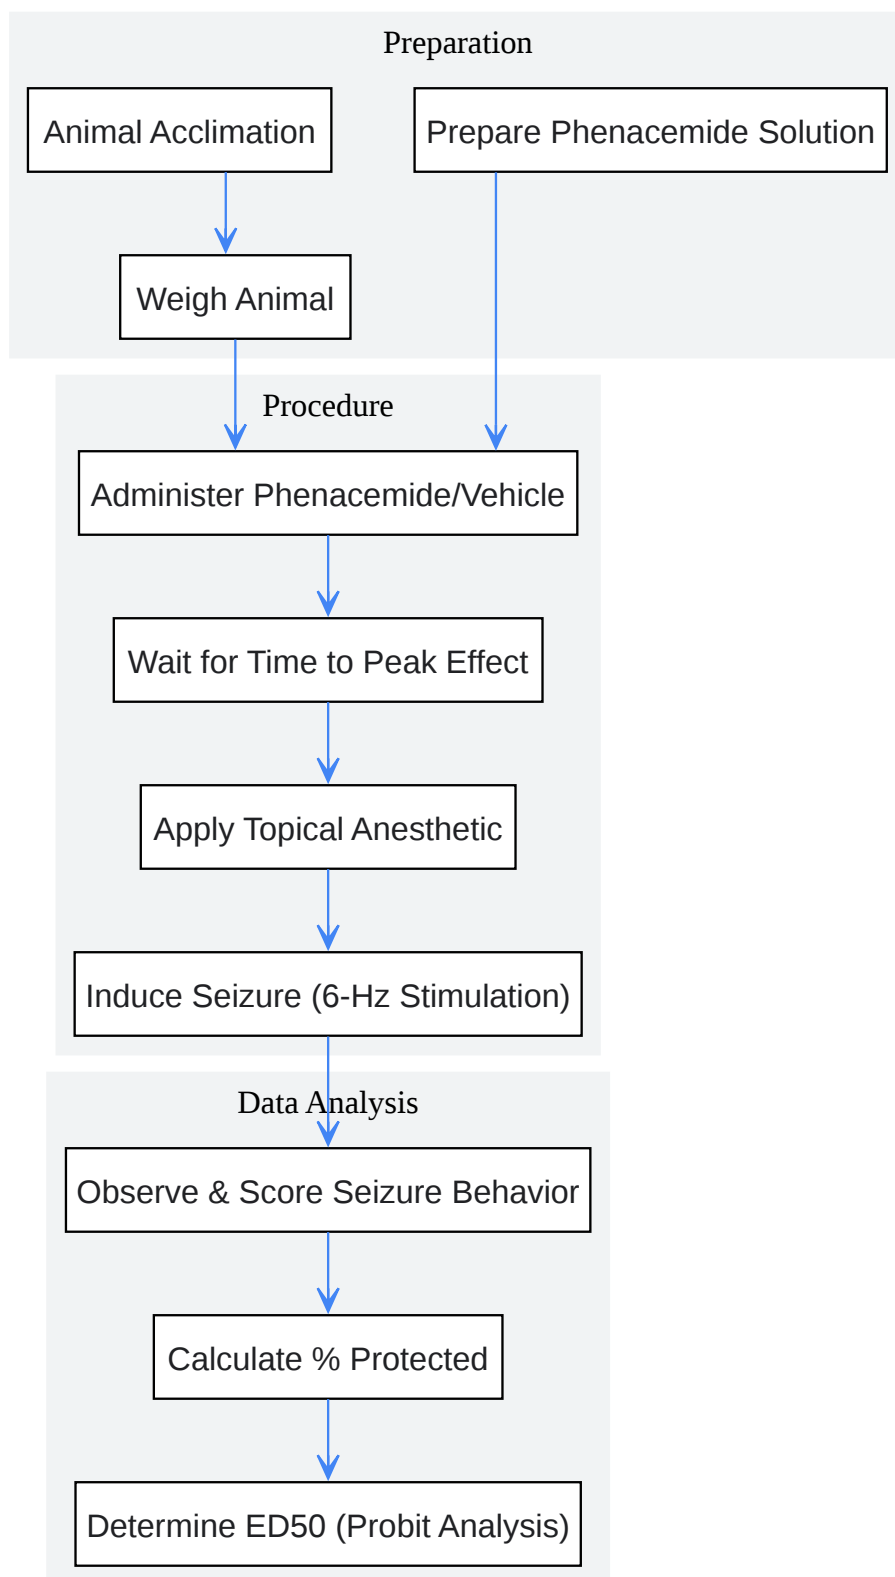 Preparation
Animal Acclimation
Prepare Phenacemide Solution
Weigh Animal
Procedure
Administer Phenacemide/Vehicle
Wait for Time to Peak Effect
Apply Topical Anesthetic
Induce Seizure (6-Hz Stimulation)
Data Analysis
Observe & Score Seizure Behavior
Calculate % Protected
Determine ED50 (Probit Analysis)